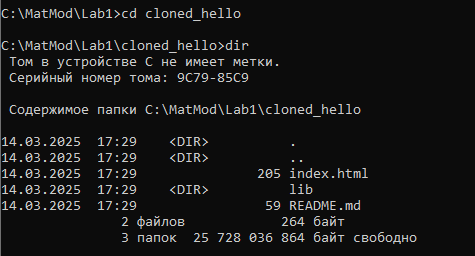 C:\MatMod\Lab1>cd cloned_hello
C:\MatMod\Lab1\cloned_hello>dir
Том в устройстве C не имеет метки.
Серийный номер тома: 9C79-85C9
Содержимое папки C:\MatMod\Lab1\cloned_hello
14.03.2025  17:29    <DIR>          .
14.03.2025  17:29    <DIR>          ..
14.03.2025  17:29               205 index.html
14.03.2025  17:29    <DIR>          lib
14.03.2025  17:29                59 README.md
2 файлов            264 байт
3 папок  25 728 036 864 байт свободно